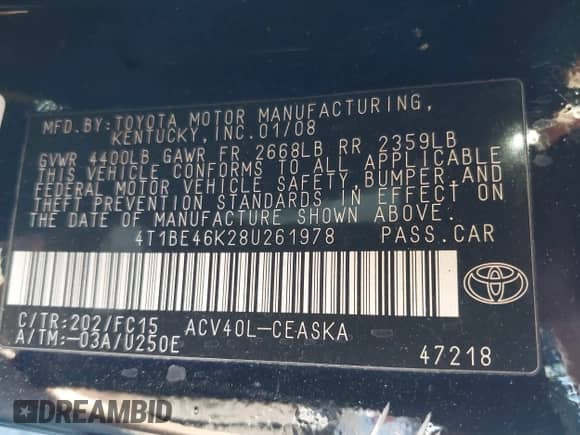 MFD.BY:TOYOTA MOTOR MANUFACTURING,
KENTUCKY,INC.01/08
GVWR 4400LB GAWR FR 2668LB RR 2359LB
THIS VEHICLE CONFORMS TO ALL APPLICABLE
FEDERAL MOTOR VEHICLE SAFETY,BUMPER,AND
THEFT PREVENTION STANDARDS IN EFFECT ON
THE DATE OF MANUFACTURE SHOWN ABOVE.
4T1BE46K28U261978 PASS.CAR
C/TR:202/FC15 ACV40L-CEASKA
A/TM:-03A/U250E
47218
DREAMBID